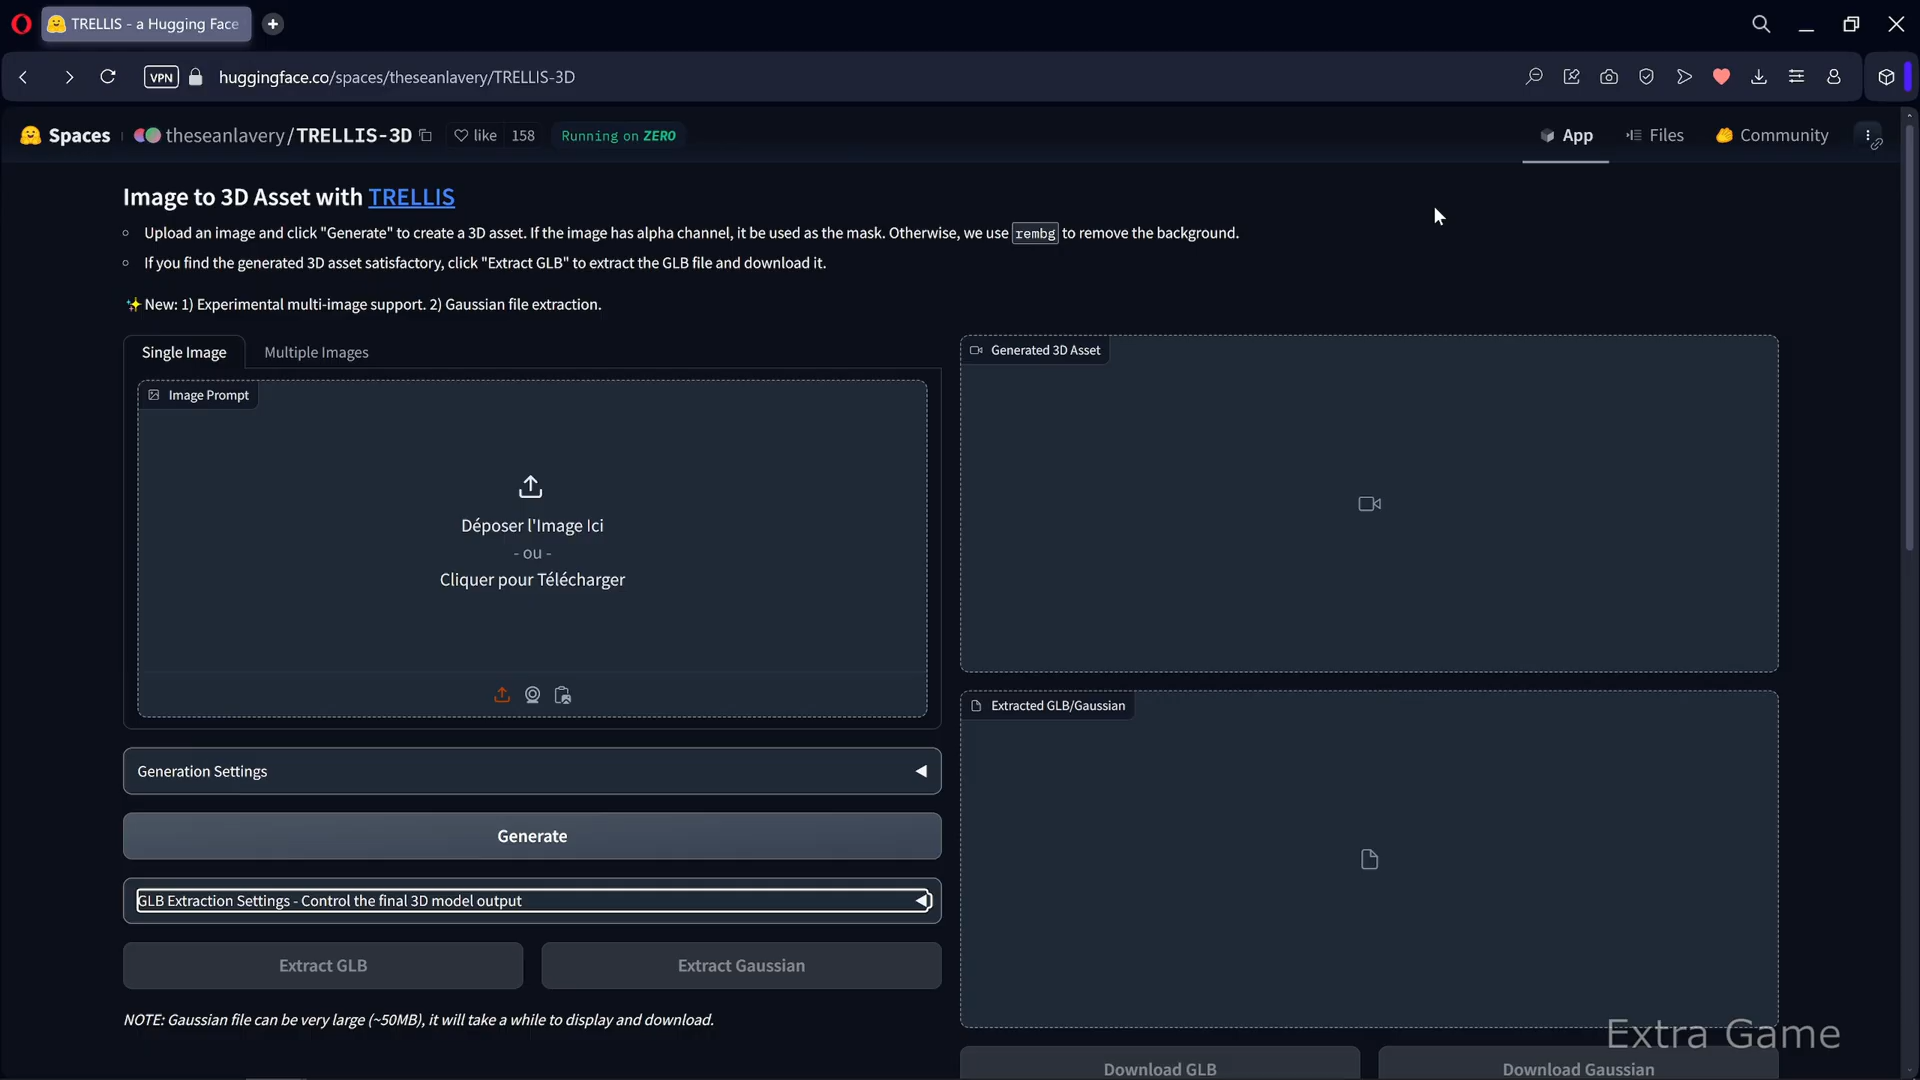 TRELLIS - a Hugging Face
VPN
huggingface.co/spaces/theseanlavery/TRELLIS-3D
Spaces
theseanlavery/TRELLIS-3D
like 158
Running on ZERO
App
Files
Community
Image to 3D Asset with TRELLIS
Upload an image and click "Generate" to create a 3D asset. If the image has alpha channel, it be used as the mask. Otherwise, we use rembg to remove the background.
If you find the generated 3D asset satisfactory, click "Extract GLB" to extract the GLB file and download it.
New: 1) Experimental multi-image support. 2) Gaussian file extraction.
Single Image
Multiple Images
Image Prompt
Déposer l'Image Ici
- ou -
Cliquer pour Télécharger
Generation Settings
Generate
GLB Extraction Settings - Control the final 3D model output
Extract GLB
Extract Gaussian
NOTE: Gaussian file can be very large (~50MB), it will take a while to display and download.
Generated 3D Asset
Extracted GLB/Gaussian
Download GLB
Download Gaussian
Extra Game